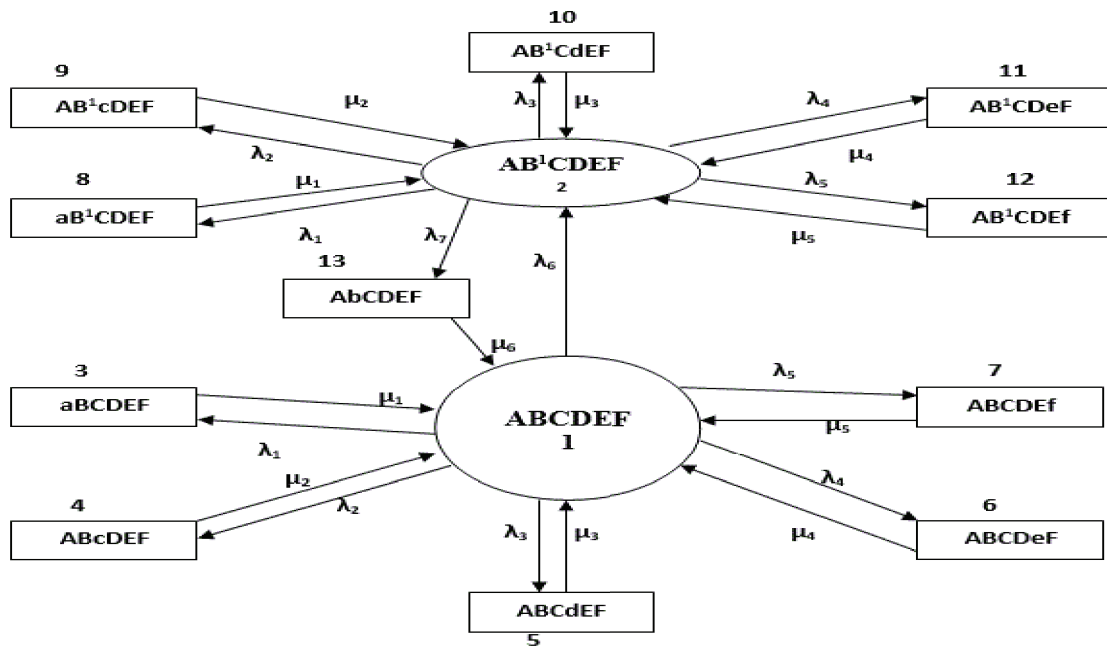 10
AB¹CdEF
9
AB¹cDEF
μ₂
λ₃
μ₃
λ₄
11
AB¹CDeF
λ₂
AB¹CDEF
2
μ₄
8
aB¹CDEF
μ₁
λ₅
12
AB¹CDEf
λ₁
λ₇
μ₅
13
AbCDEF
λ₆
μ₆
3
aBCDEF
μ₁
λ₅
7
ABCDEf
ABCDEF
1
μ₅
λ₁
μ₂
λ₄
4
ABcDEF
λ₂
6
ABCDeF
λ₃
μ₃
μ₄
ABCdEF
5